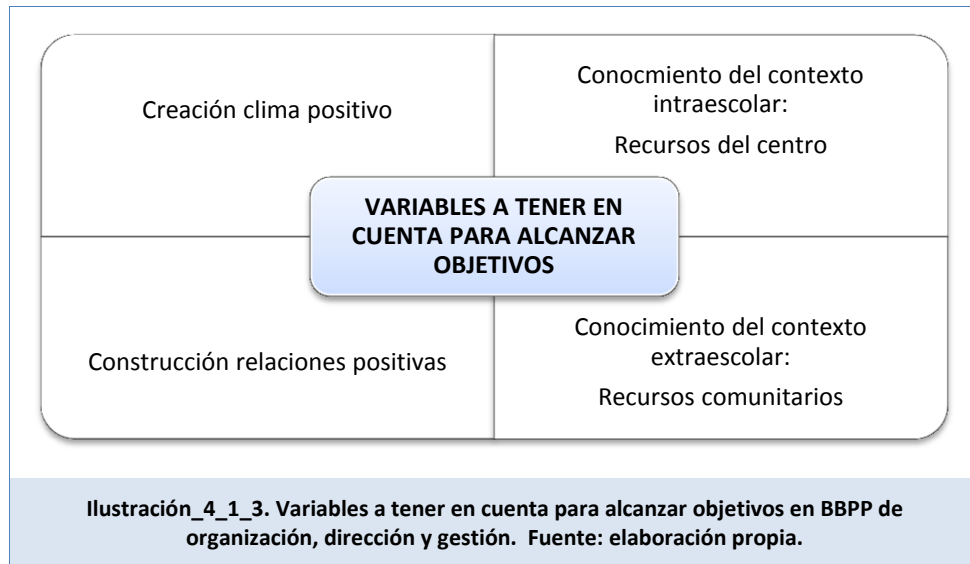 Creación clima positivo
Conocmiento del contexto
intraescolar:
Recursos del centro
VARIABLES A TENER EN
CUENTA PARA ALCANZAR
OBJETIVOS
Construcción relaciones positivas
Conocimiento del contexto
extraescolar:
Recursos comunitarios
Ilustración_4_1_3. Variables a tener en cuenta para alcanzar objetivos en BBPP de
organización, dirección y gestión.  Fuente: elaboración propia.